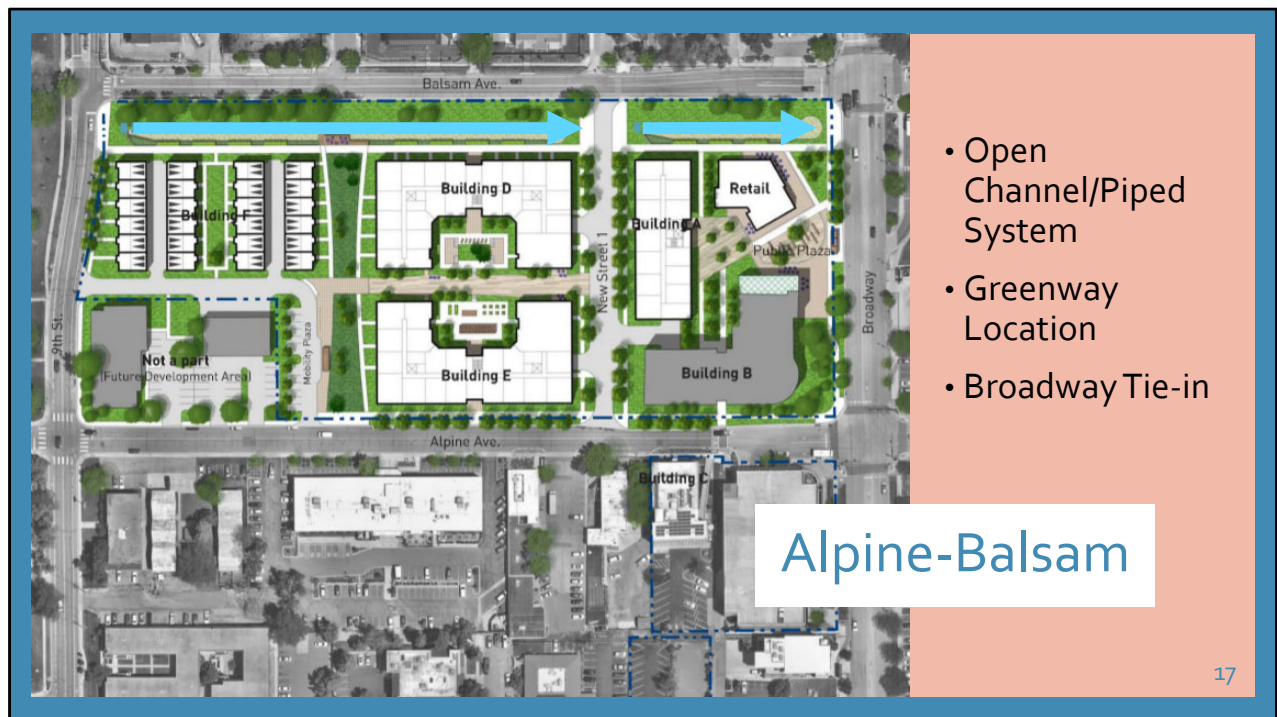 Balsam Ave.
Building D
Retail
Building F
Building A
Public Plaza
New Street 1
Broadway
9th St.
Mobility Plaza
Not a part
(Future Development Area)
Building E
Building B
Alpine Ave.
Building C
• Open
Channel/Piped
System
• Greenway
Location
• Broadway Tie-in
Alpine-Balsam
17